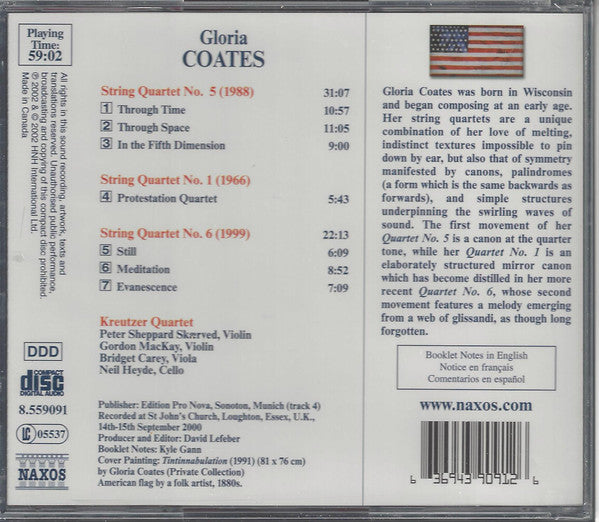 Playing
Time:
59:02
All rights in this sound recording, artwork, texts and
translations reserved. Unauthorised public performance,
broadcasting and copying of this compact disc prohibited.
℗ 2002 & © 2002 HNH International Ltd.
Made in Canada
DDD
COMPACT
disc
DIGITAL AUDIO
8.559091
LC 05537
NAXOS
Gloria
COATES
String Quartet No. 5 (1988) 31:07
1 Through Time 10:57
2 Through Space 11:05
3 In the Fifth Dimension 9:00
String Quartet No. 1 (1966)
4 Protestation Quartet 5:43
String Quartet No. 6 (1999) 22:13
5 Still 6:09
6 Meditation 8:52
7 Evanescence 7:09
Kreutzer Quartet
Peter Sheppard Skærved, Violin
Gordon MacKay, Violin
Bridget Carey, Viola
Neil Heyde, Cello
Publisher: Edition Pro Nova, Sonoton, Munich (track 4)
Recorded at St John's Church, Loughton, Essex, U.K.,
14th-15th September 2000
Producer and Editor: David Lefeber
Booklet Notes: Kyle Gann
Cover Painting: Tintinnabulation (1991) (81 x 76 cm)
by Gloria Coates (Private Collection)
American flag by a folk artist, 1880s.
Gloria Coates was born in Wisconsin
and began composing at an early age.
Her string quartets are a unique
combination of her love of melting,
indistinct textures impossible to pin
down by ear, but also that of symmetry
manifested by canons, palindromes
(a form which is the same backwards as
forwards), and simple structures
underpinning the swirling waves of
sound. The first movement of her
Quartet No. 5 is a canon at the quarter
tone, while her Quartet No. 1 is an
elaborately structured mirror canon
which has become distilled in her more
recent Quartet No. 6, whose second
movement features a melody emerging
from a web of glissandi, as though long
forgotten.
Booklet Notes in English
Notice en français
Comentarios en español
www.naxos.com
6 36943 90912 6